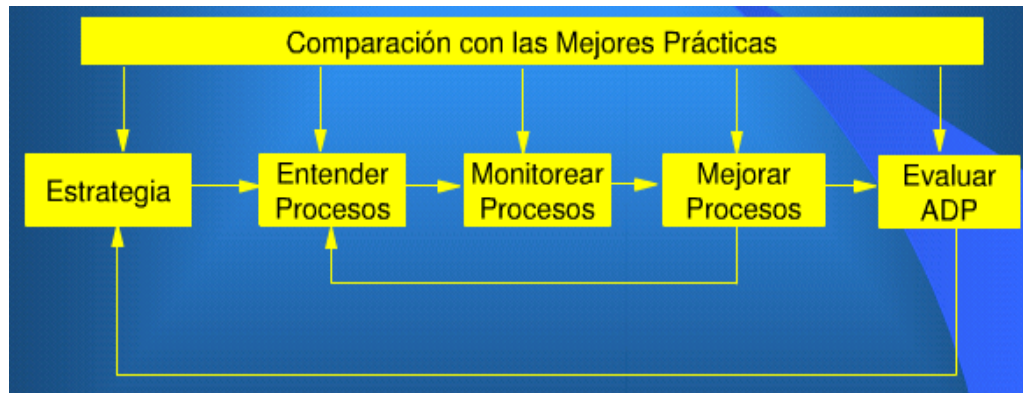 Comparación con las Mejores Prácticas
Estrategia
Entender
Procesos
Monitorear
Procesos
Mejorar
Procesos
Evaluar
ADP